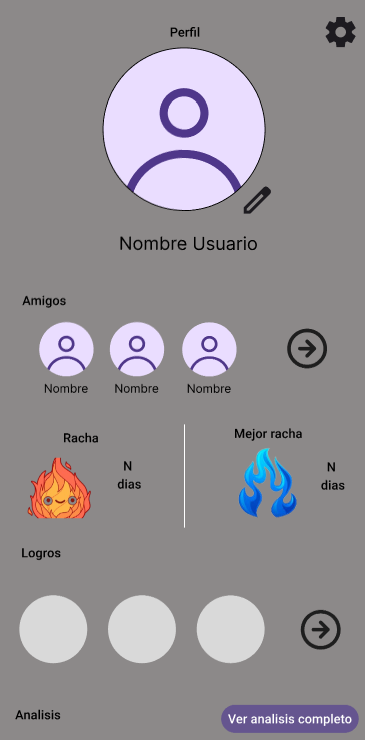 Perfil
Nombre Usuario
Amigos
Nombre Nombre Nombre
Racha
N
dias
Mejor racha
N
dias
Logros
Analisis
Ver analisis completo